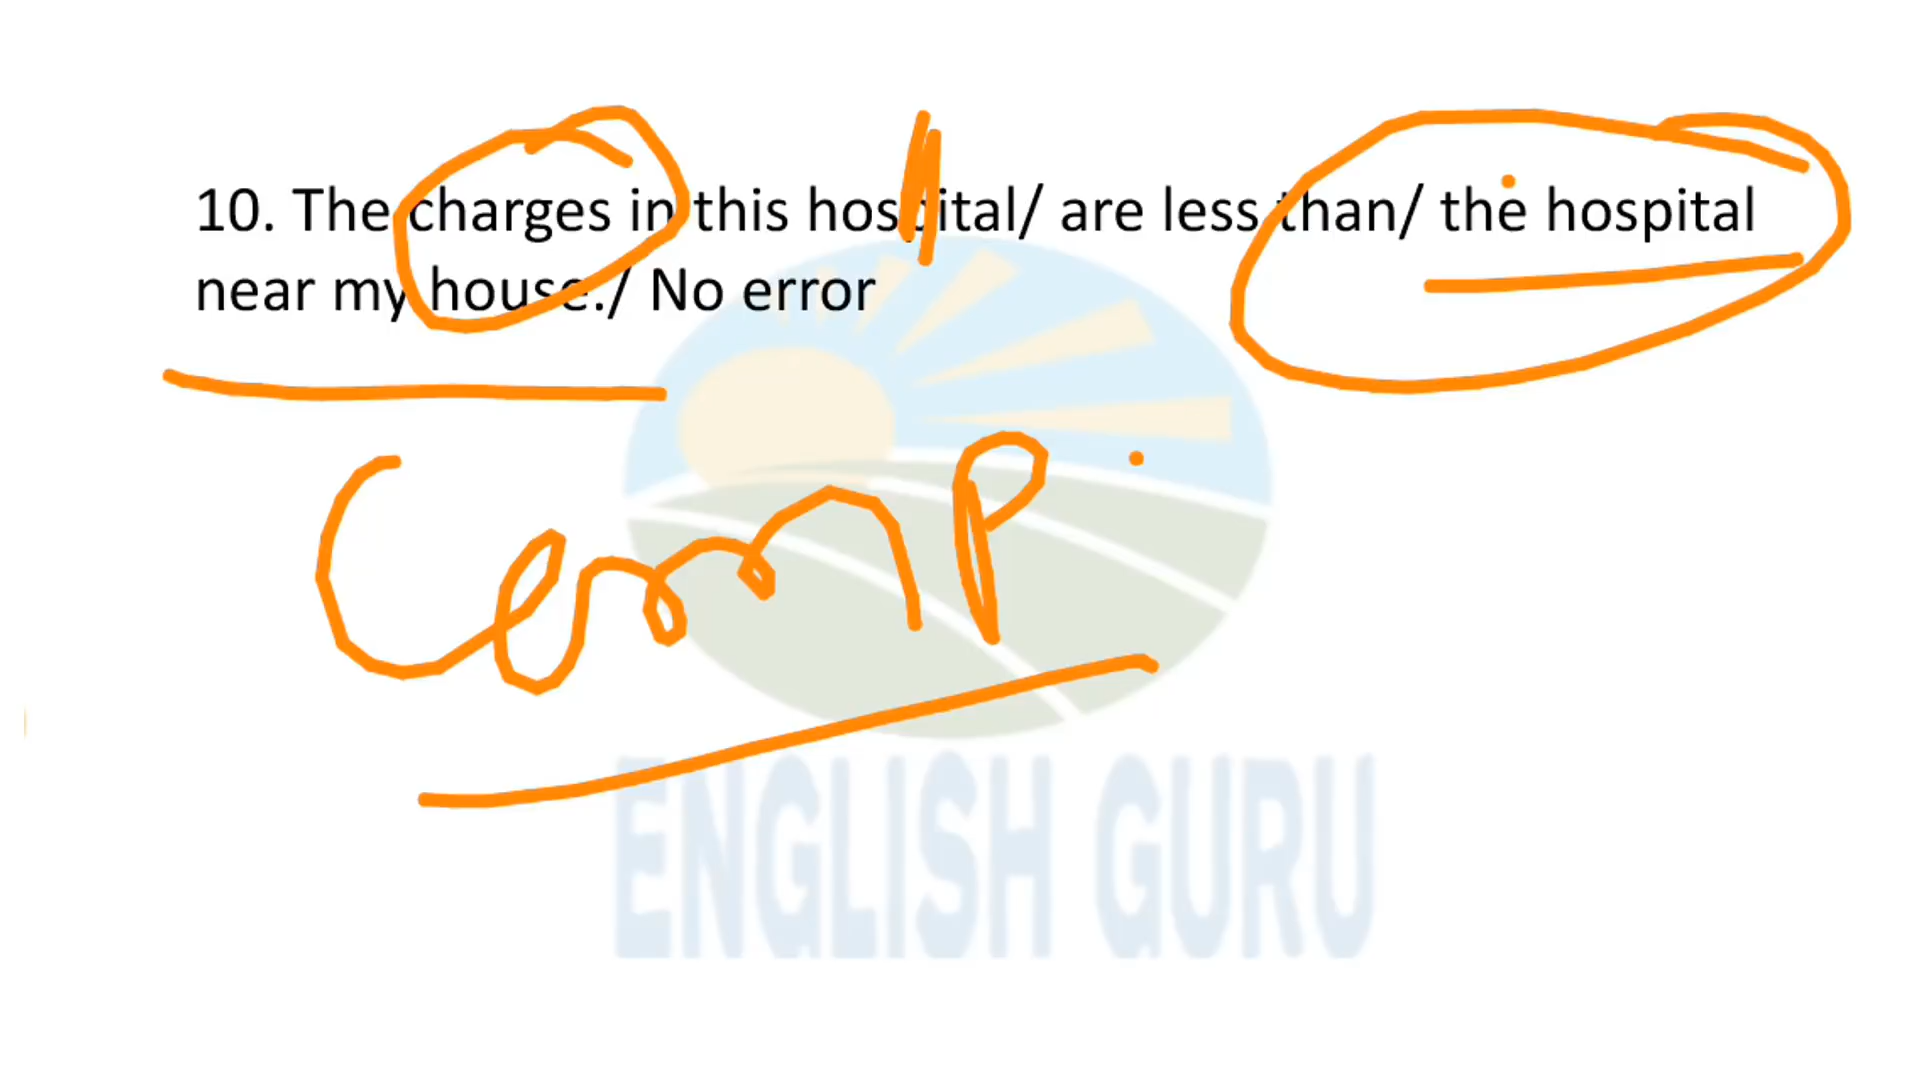 10. The charges in this hospital/ are less than/ the hospital
near my house./ No error
Comp
ENGLISH GURU